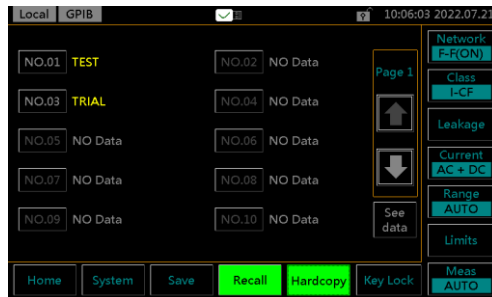 Local GPIB 10:06:03 2022.07.21
NO.01 TEST NO.02 NO Data
NO.03 TRIAL NO.04 NO Data
NO.05 NO Data NO.06 NO Data
NO.07 NO Data NO.08 NO Data
NO.09 NO Data NO.10 NO Data
Page 1
See
data
Network
F-F(ON)
Class
I-CF
Leakage
Current
AC + DC
Range
AUTO
Limits
Meas
AUTO
Home System Save Recall Hardcopy Key Lock